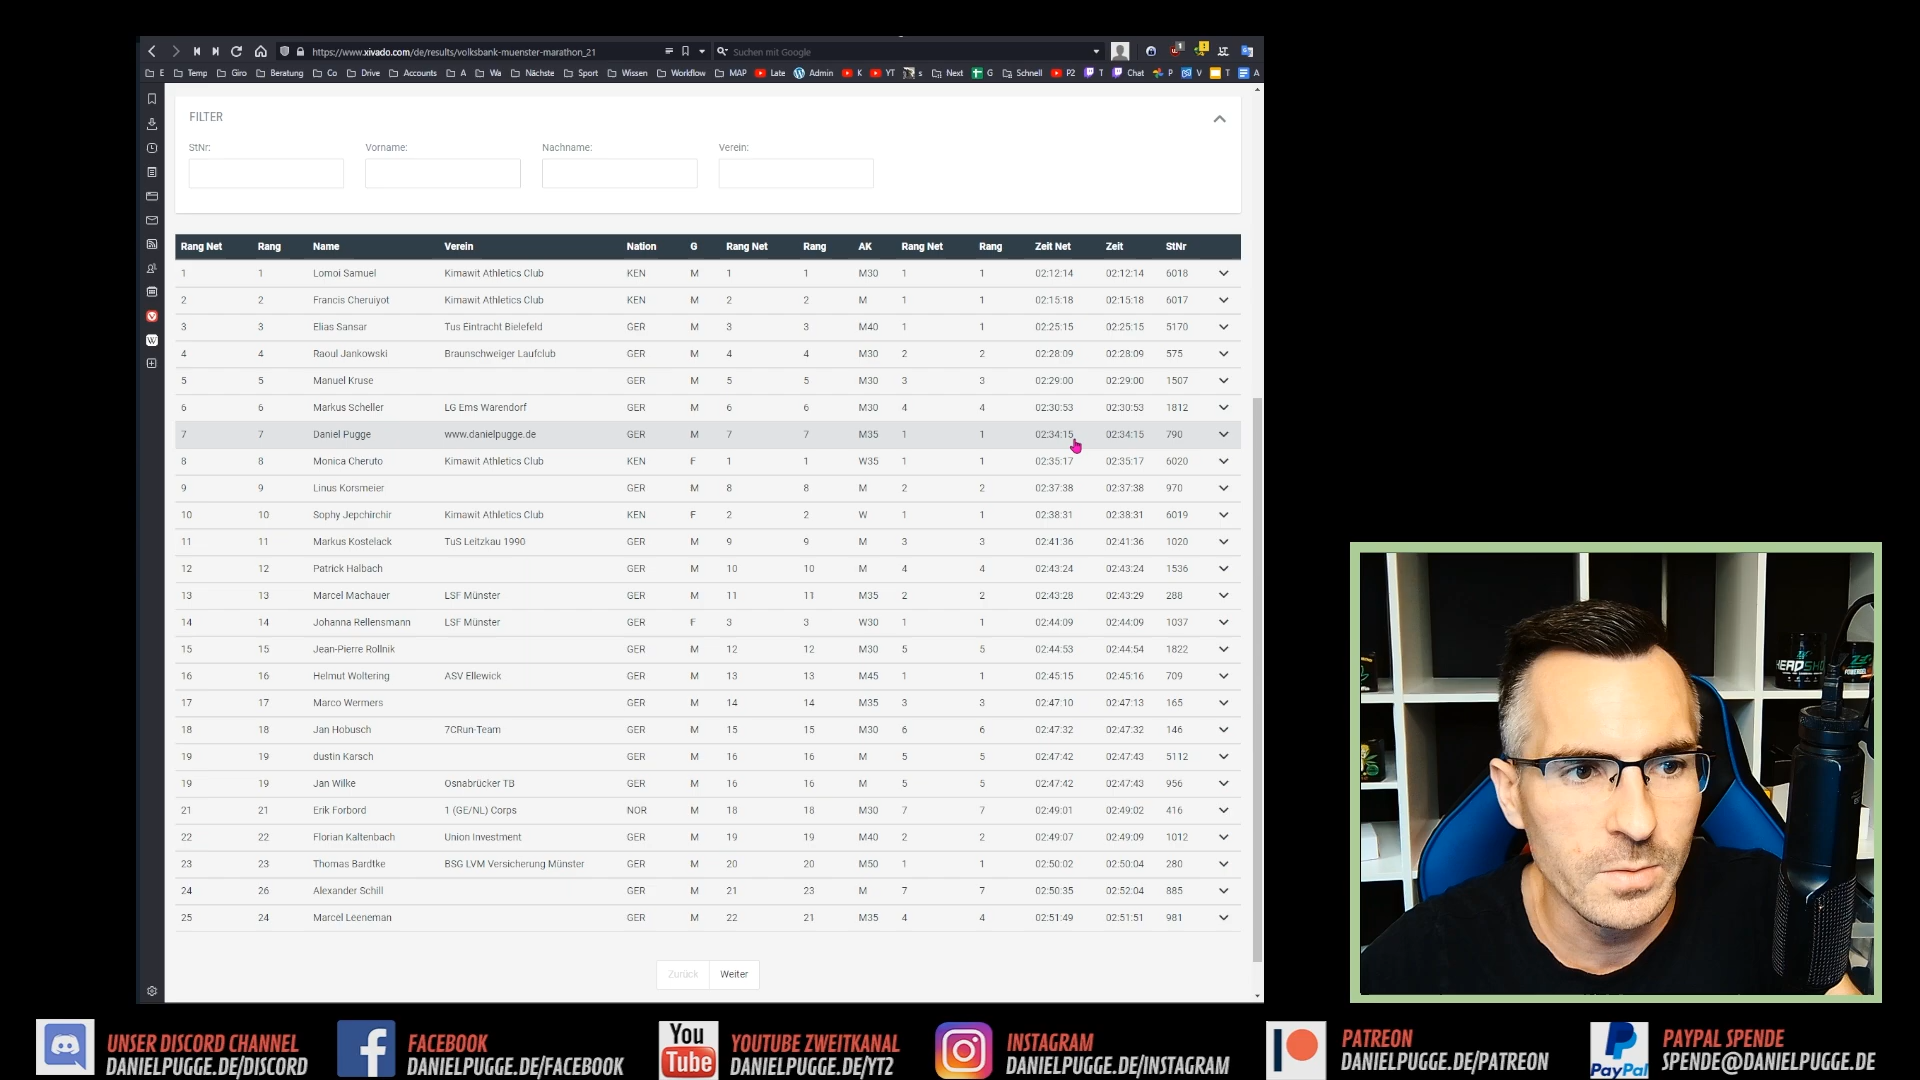 https://www.xivado.com/de/results/volksbank-muenster-marathon_21
Suchen mit Google
E Temp Giro Beratung Co Drive Accounts A Wa Nächste Sport Wissen Workflow MAP Late Admin K YT s Next G Schnell P2 T Chat P V T A
FILTER
StNr: Vorname: Nachname: Verein:
Rang Net Rang Name Verein Nation G Rang Net Rang AK Rang Net Rang Zeit Net Zeit StNr
1 1 Lomoi Samuel Kimawit Athletics Club KEN M 1 1 M30 1 1 02:12:14 02:12:14 6018
2 2 Francis Cheruiyot Kimawit Athletics Club KEN M 2 2 M 1 1 02:15:18 02:15:18 6017
3 3 Elias Sansar Tus Eintracht Bielefeld GER M 3 3 M40 1 1 02:25:15 02:25:15 5170
4 4 Raoul Jankowski Braunschweiger Laufclub GER M 4 4 M30 2 2 02:28:09 02:28:09 575
5 5 Manuel Kruse GER M 5 5 M30 3 3 02:29:00 02:29:00 1507
6 6 Markus Scheller LG Ems Warendorf GER M 6 6 M30 4 4 02:30:53 02:30:53 1812
7 7 Daniel Pugge www.danielpugge.de GER M 7 7 M35 1 1 02:34:15 02:34:15 790
8 8 Monica Cheruto Kimawit Athletics Club KEN F 1 1 W35 1 1 02:35:17 02:35:17 6020
9 9 Linus Korsmeier GER M 8 8 M 2 2 02:37:38 02:37:38 970
10 10 Sophy Jepchirchir Kimawit Athletics Club KEN F 2 2 W 1 1 02:38:31 02:38:31 6019
11 11 Markus Kostelack TuS Leitzkau 1990 GER M 9 9 M 3 3 02:41:36 02:41:36 1020
12 12 Patrick Halbach GER M 10 10 M 4 4 02:43:24 02:43:24 1536
13 13 Marcel Machauer LSF Münster GER M 11 11 M35 2 2 02:43:28 02:43:29 288
14 14 Johanna Rellensmann LSF Münster GER F 3 3 W30 1 1 02:44:09 02:44:09 1037
15 15 Jean-Pierre Rollnik GER M 12 12 M30 5 5 02:44:53 02:44:54 1822
16 16 Helmut Woltering ASV Ellewick GER M 13 13 M45 1 1 02:45:15 02:45:16 709
17 17 Marco Wermers GER M 14 14 M35 3 3 02:47:10 02:47:13 165
18 18 Jan Hobusch 7CRun-Team GER M 15 15 M30 6 6 02:47:32 02:47:32 146
19 19 dustin Karsch GER M 16 16 M 5 5 02:47:42 02:47:43 5112
19 19 Jan Wilke Osnabrücker TB GER M 16 16 M 5 5 02:47:42 02:47:43 956
21 21 Erik Forbord 1 (GE/NL) Corps NOR M 18 18 M30 7 7 02:49:01 02:49:02 416
22 22 Florian Kaltenbach Union Investment GER M 19 19 M40 2 2 02:49:07 02:49:09 1012
23 23 Thomas Bardtke BSG LVM Versicherung Münster GER M 20 20 M50 1 1 02:50:02 02:50:04 280
24 26 Alexander Schill GER M 21 23 M 7 7 02:50:35 02:52:04 885
25 24 Marcel Leeneman GER M 22 21 M35 4 4 02:51:49 02:51:51 981
Zurück Weiter
UNSER DISCORD CHANNEL
DANIELPUGGE.DE/DISCORD
FACEBOOK
DANIELPUGGE.DE/FACEBOOK
You Tube
YOUTUBE ZWEITKANAL
DANIELPUGGE.DE/YT2
INSTAGRAM
DANIELPUGGE.DE/INSTAGRAM
PATREON
DANIELPUGGE.DE/PATREON
PayPal
PAYPAL SPENDE
SPENDE@DANIELPUGGE.DE